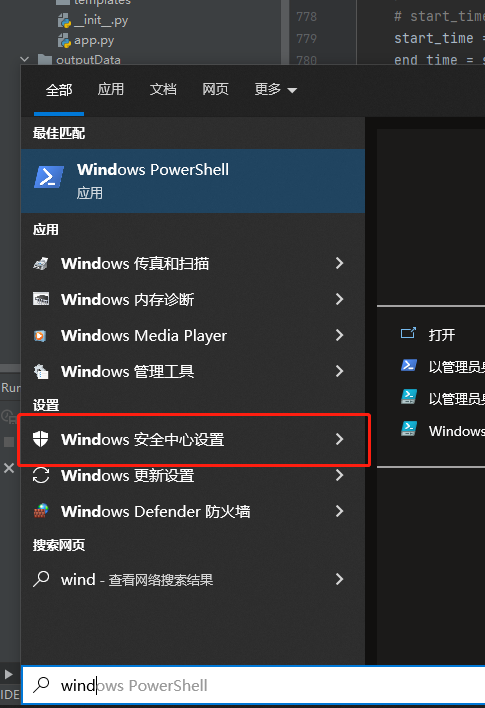 templates
__init__.py
app.py
outputData
778
779
780
# start_time
start_time =
end_time = s
全部 应用 文档 网页 更多
最佳匹配
Windows PowerShell
应用
应用
Windows 传真和扫描
Windows 内存诊断
Windows Media Player
Windows 管理工具
设置
Windows 安全中心设置
Windows 更新设置
Windows Defender 防火墙
搜索网页
wind - 查看网络搜索结果
打开
以管理员身
以管理员身
Windows
Run
IDE
windows PowerShell